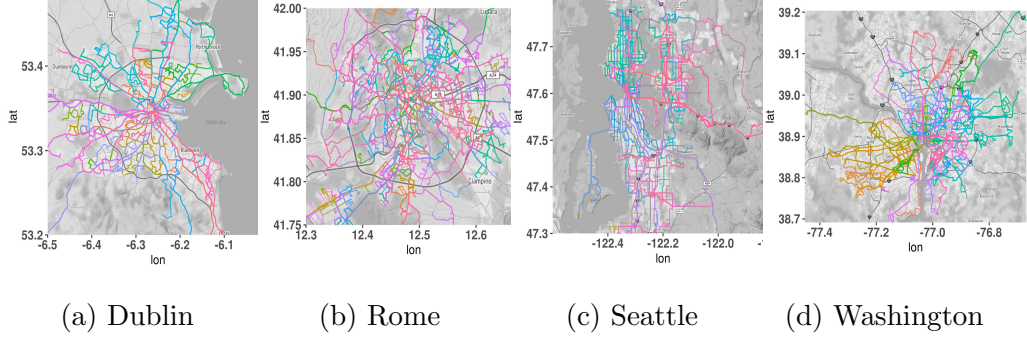 42.00
39.2
47.7
41.95
39.1
53.4
39.0
lat
lat
41.90
lat
47.6
lat
38.9
41.85
47.5
53.3
38.8
41.80
Ciampino
47.4
38.7
53.2
41.75
47.3
-6.5 -6.4 -6.3 -6.2 -6.1
12.3 12.4 12.5 12.6
-122.4 -122.2 -122.0
-77.4 -77.2 -77.0 -76.8
lon
lon
lon
lon
(a) Dublin
(b) Rome
(c) Seattle
(d) Washington